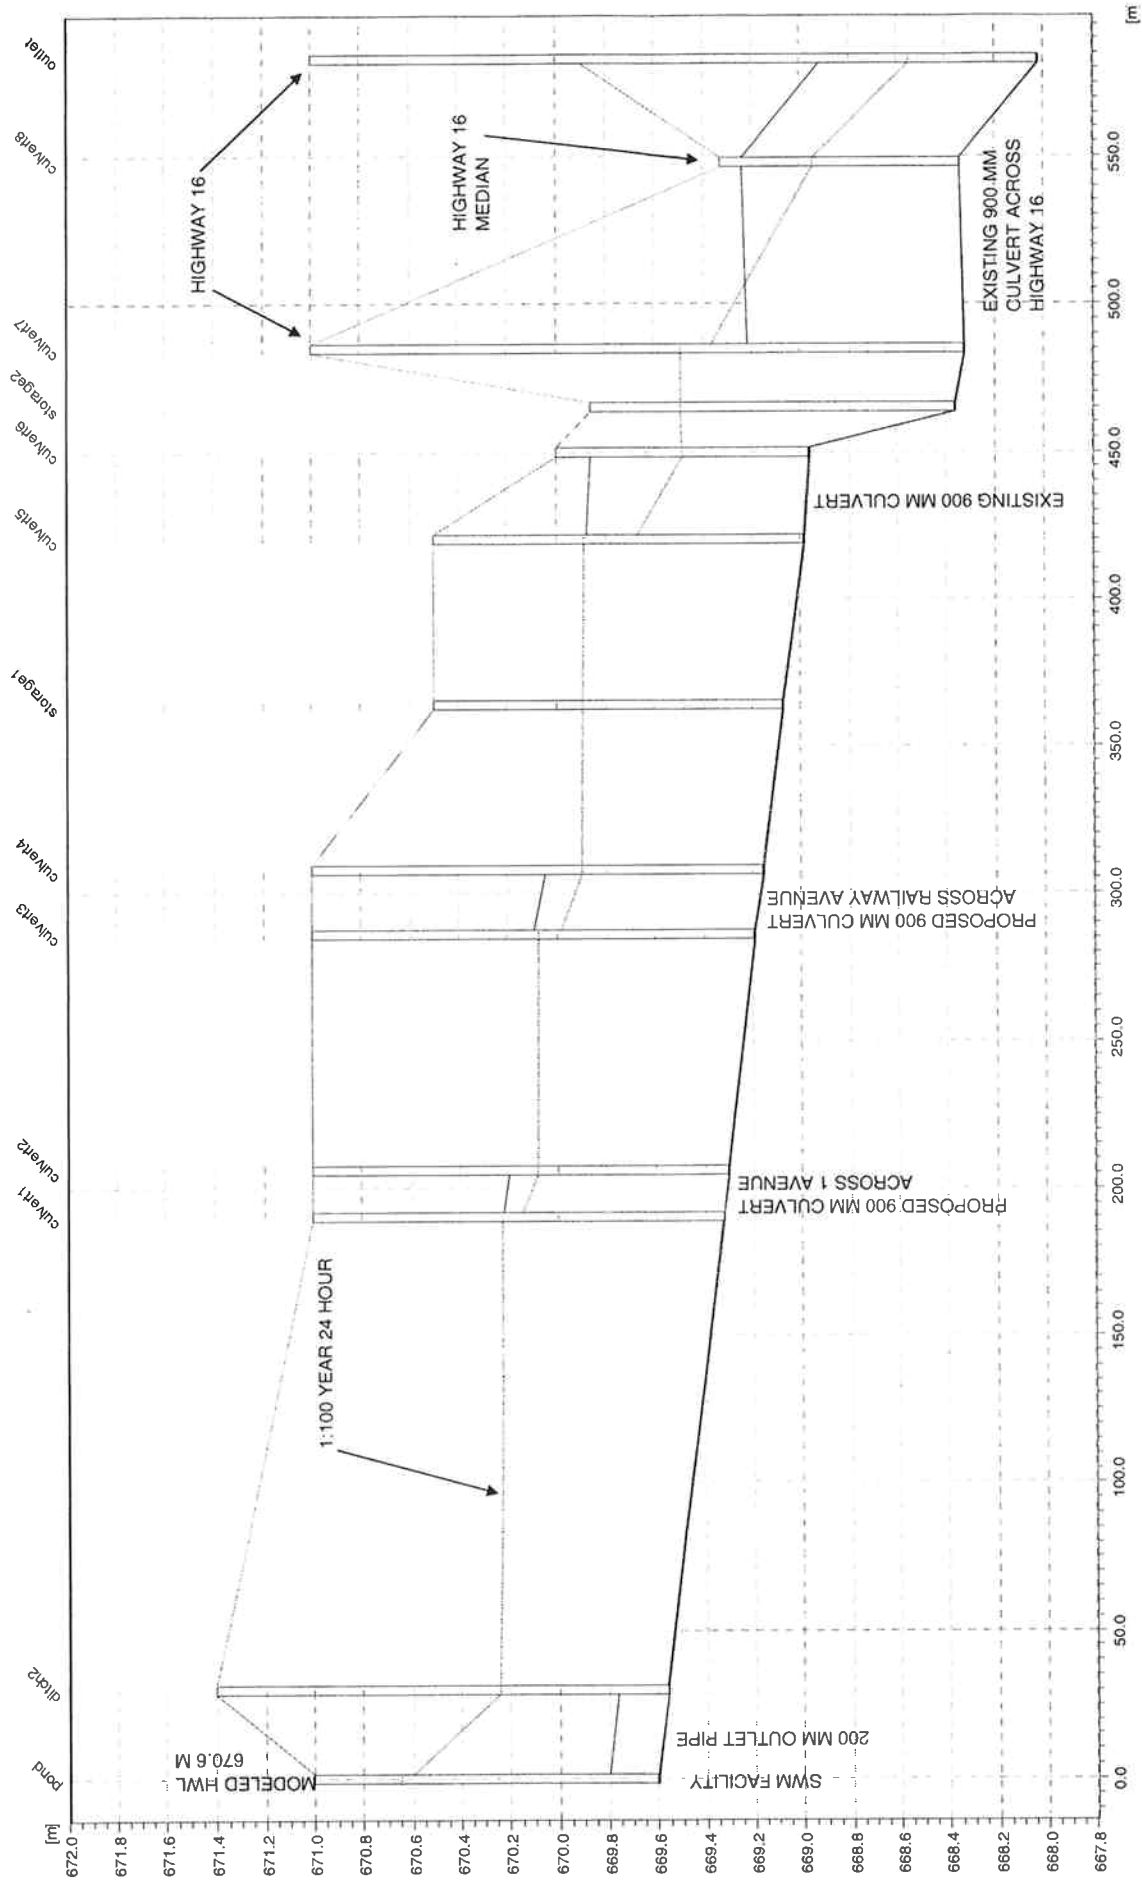 outlet
culvert8
culvert7
storage2
culvert6
culvert5
storage1
culvert4
culvert3
culvert2
culvert1
ditch2
pond
HIGHWAY 16
HIGHWAY 16
MEDIAN
EXISTING 900 MM
CULVERT ACROSS
HIGHWAY 16
EXISTING 900 MM CULVERT
PROPOSED 900 MM CULVERT
ACROSS RAILWAY AVENUE
PROPOSED 900 MM CULVERT
ACROSS 1 AVENUE
1:100 YEAR 24 HOUR
MODELED HWL
670.6 M
200 MM OUTLET PIPE
SWM FACILITY
[m]
672.0
671.8
671.6
671.4
671.2
671.0
670.8
670.6
670.4
670.2
670.0
669.8
669.6
669.4
669.2
669.0
668.8
668.6
668.4
668.2
668.0
667.8
0.0
50.0
100.0
150.0
200.0
250.0
300.0
350.0
400.0
450.0
500.0
550.0
[m